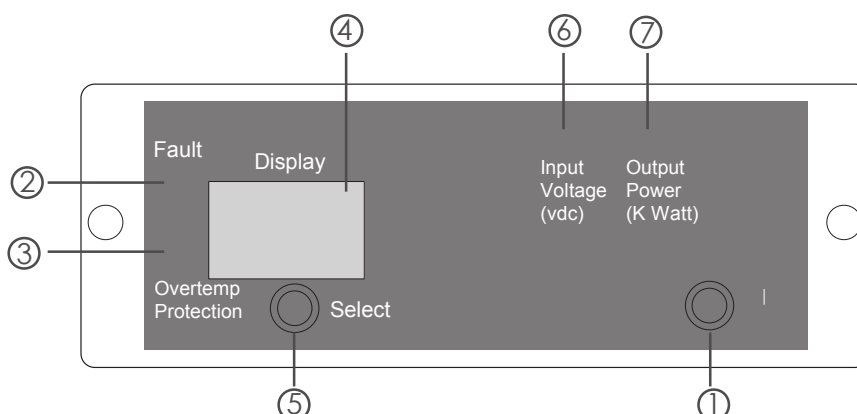 ④ ⑥ ⑦
Fault
Display
②
Input
Voltage
(vdc)
Output
Power
(K Watt)
③
Overtemp
Protection
Select
|
⑤ ①